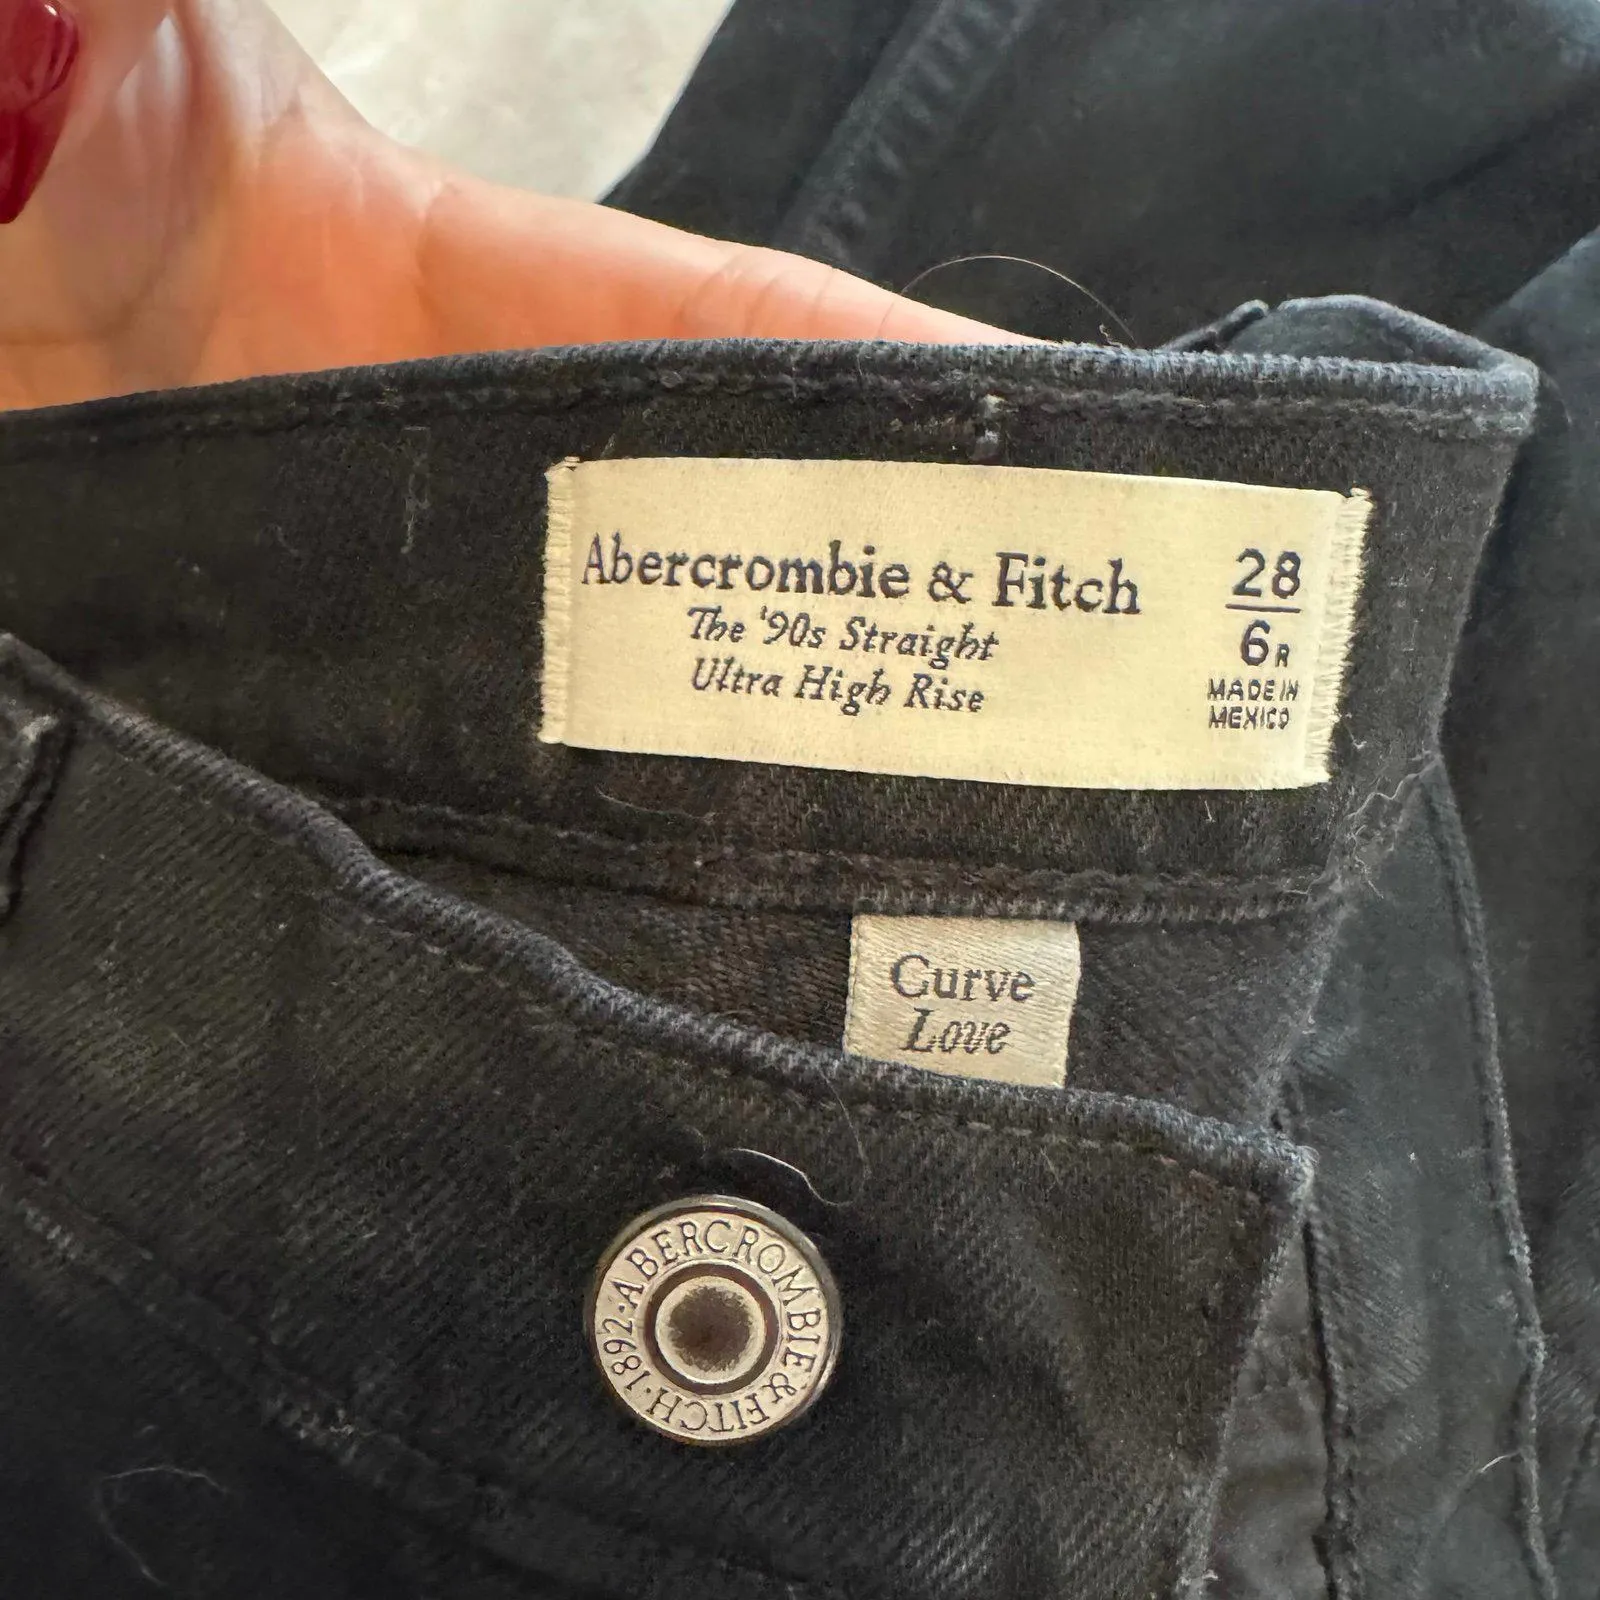 Abercrombie & Fitch
The '90s Straight
Ultra High Rise
28
6R
MADE IN
MEXICO
Curve
Love
ABERCROMBIE & FITCH · 1892 ·